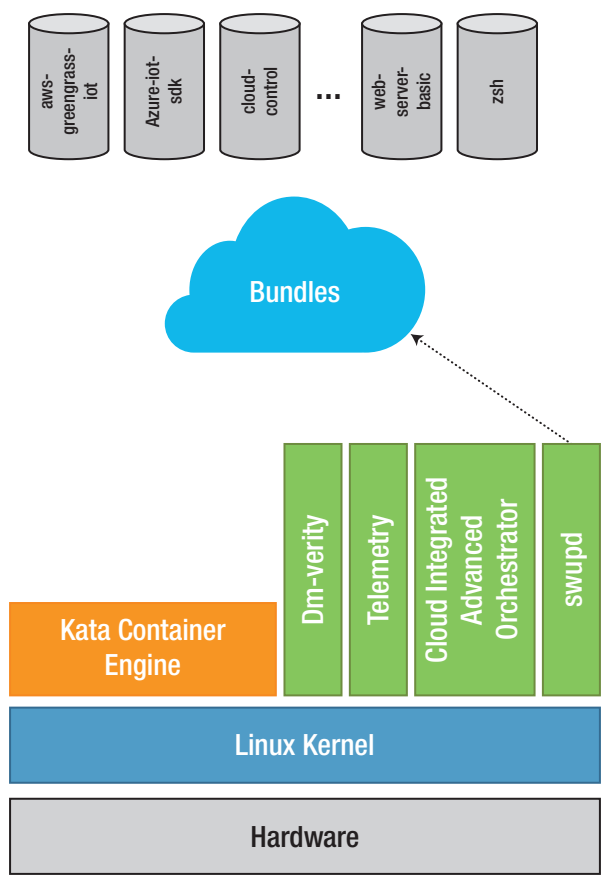 aws-
greengrass-
iot
Azure-iot-
sdk
cloud-
control
...
web-
server-
basic
zsh
Bundles
Dm-verity
Telemetry
Cloud Integrated
Advanced
Orchestrator
swupd
Kata Container
Engine
Linux Kernel
Hardware